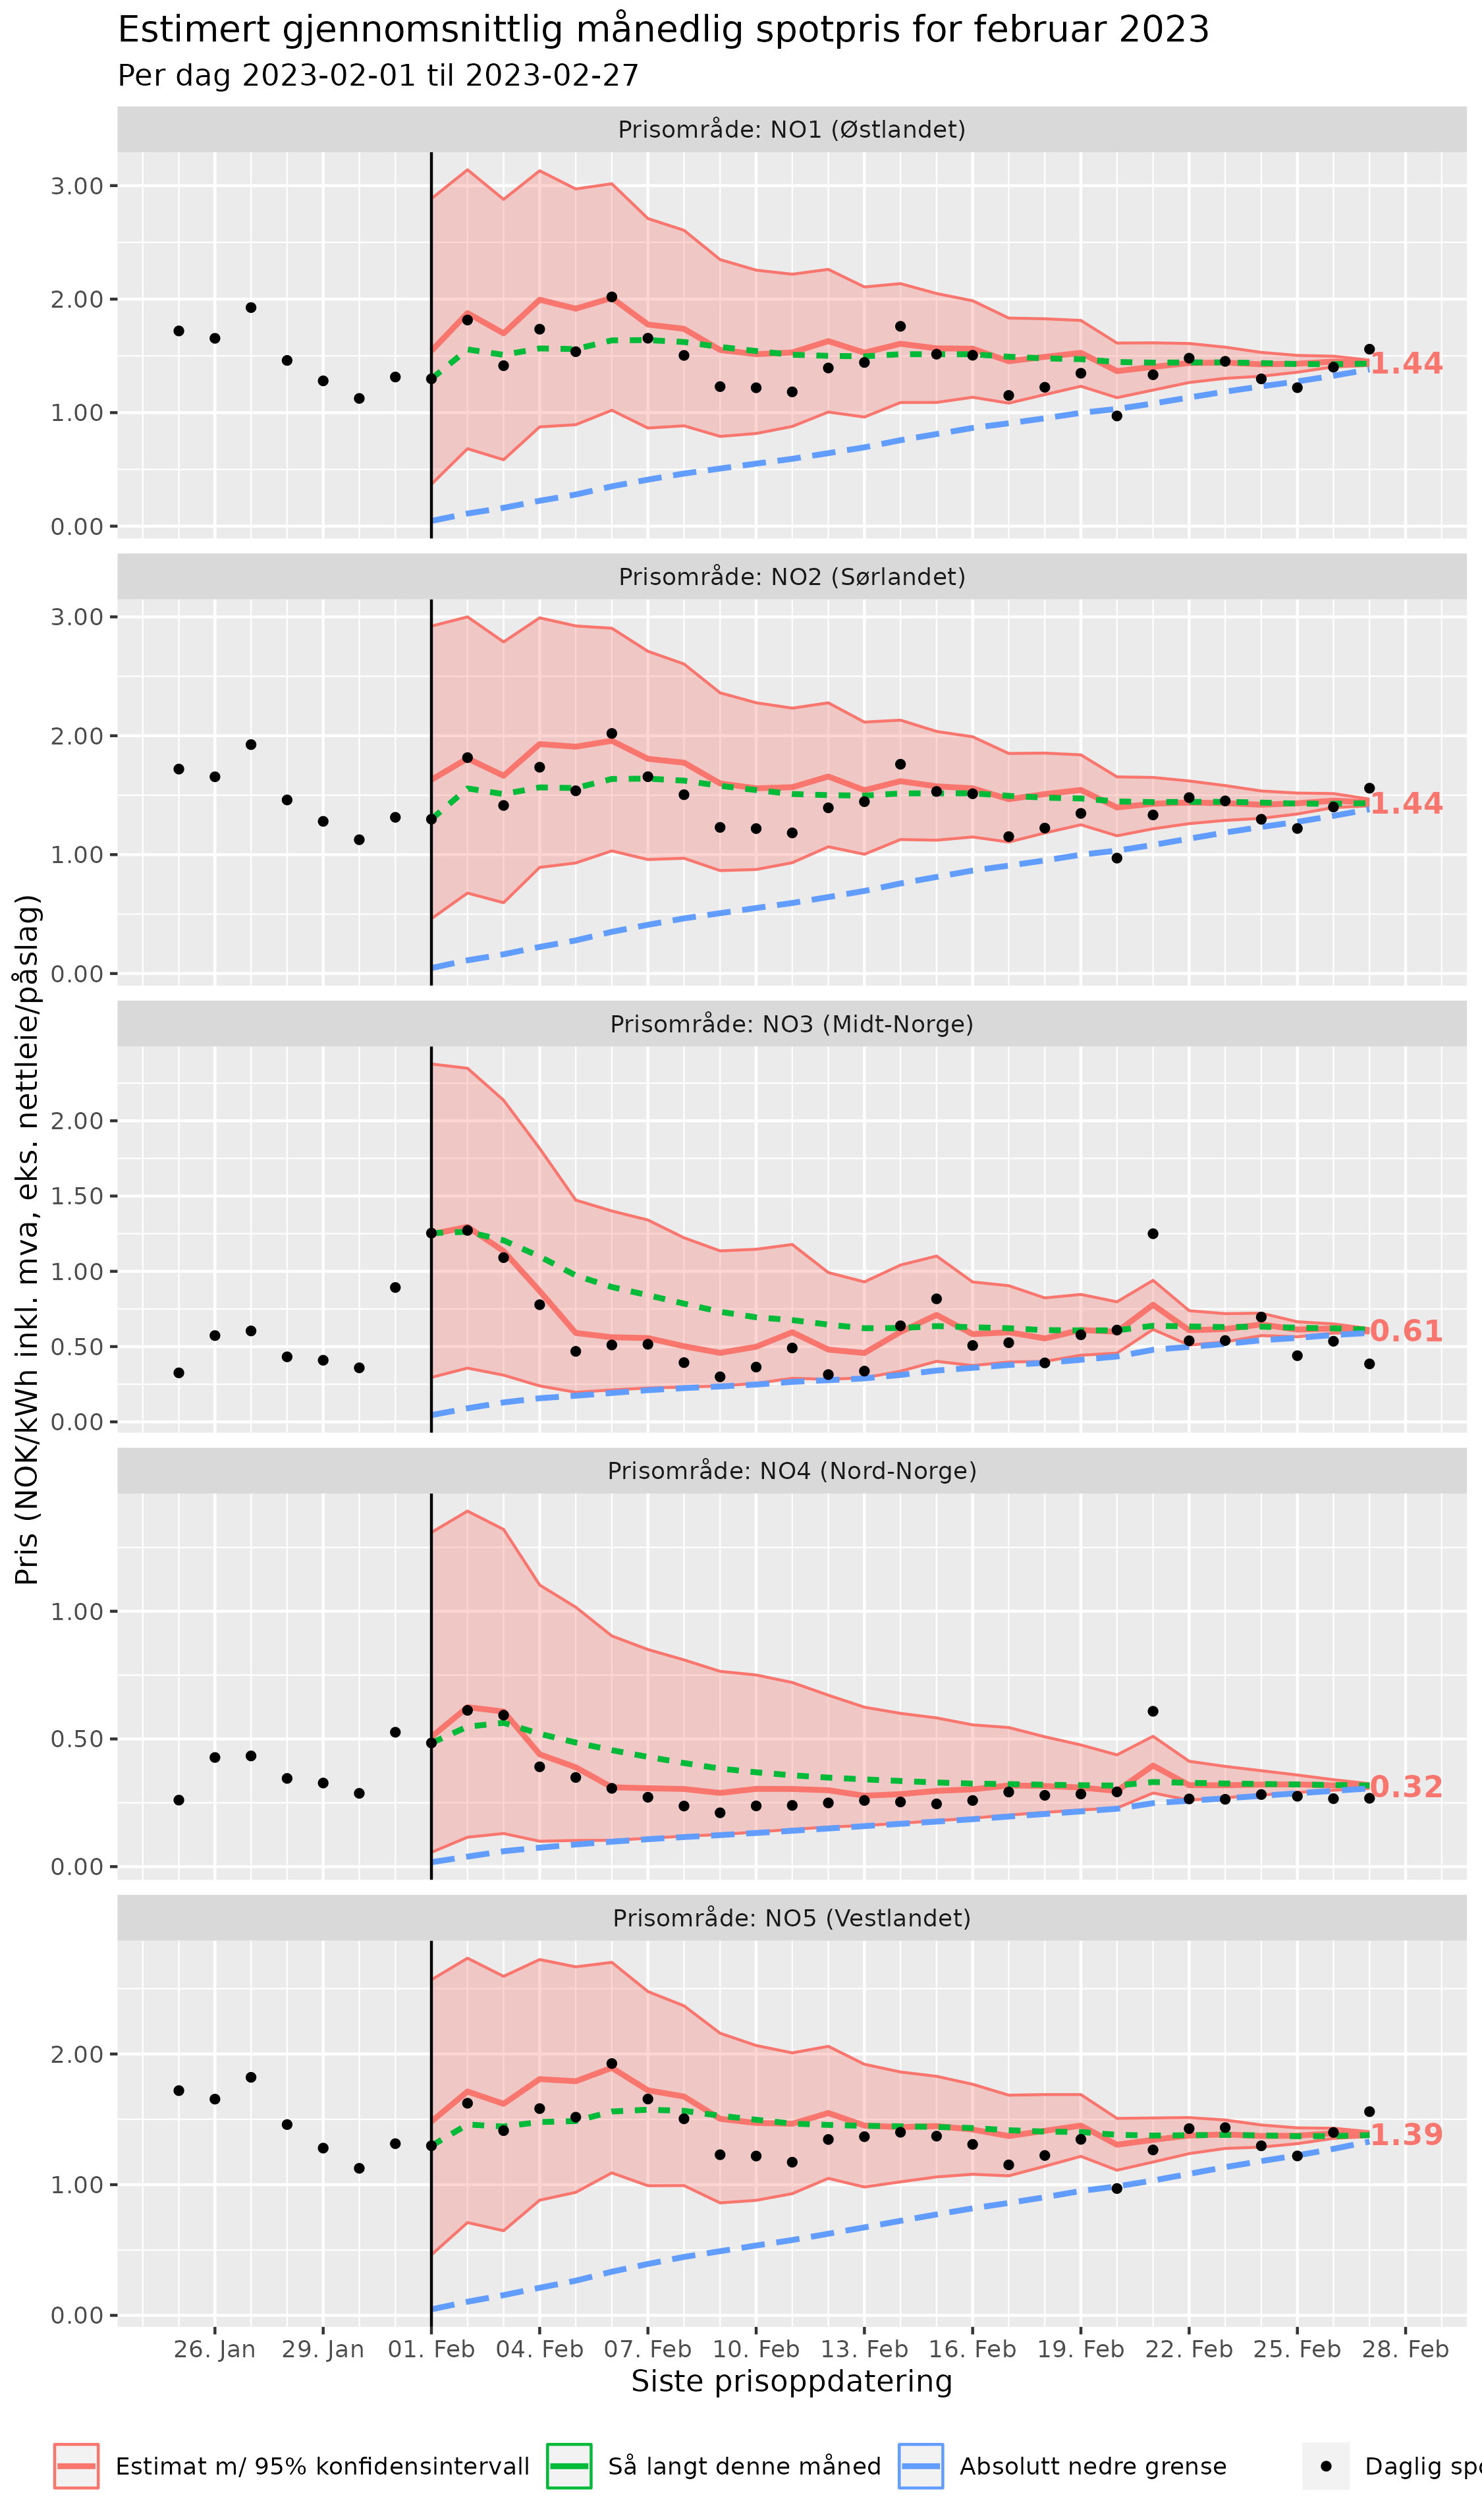 Estimert gjennomsnittlig månedlig spotpris for februar 2023
Per dag 2023-02-01 til 2023-02-27
Pris (NOK/kWh inkl. mva, eks. nettleie/påslag)
Prisområde: NO1 (Østlandet)
3.00
2.00
1.00
0.00
1.44
Prisområde: NO2 (Sørlandet)
3.00
2.00
1.00
0.00
1.44
Prisområde: NO3 (Midt-Norge)
2.00
1.50
1.00
0.50
0.00
0.61
Prisområde: NO4 (Nord-Norge)
1.00
0.50
0.00
0.32
Prisområde: NO5 (Vestlandet)
2.00
1.00
0.00
1.39
26. Jan 29. Jan 01. Feb 04. Feb 07. Feb 10. Feb 13. Feb 16. Feb 19. Feb 22. Feb 25. Feb 28. Feb
Siste prisoppdatering
Estimat m/ 95% konfidensintervall Så langt denne måned Absolutt nedre grense Daglig